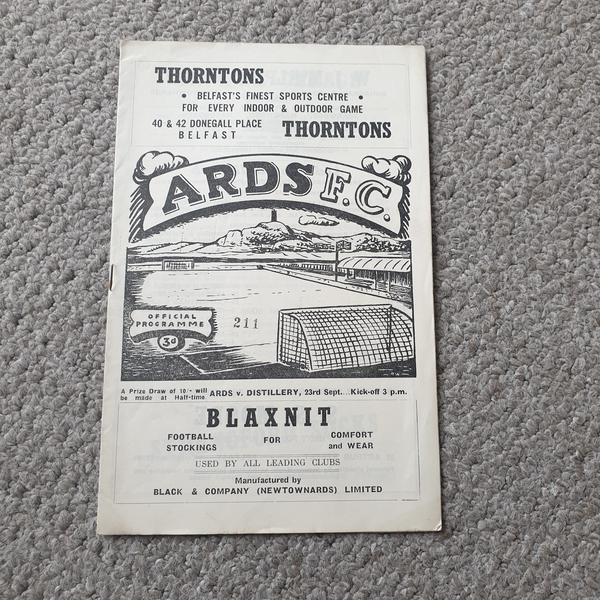 THORNTONS
• BELFAST'S FINEST SPORTS CENTRE •
FOR EVERY INDOOR & OUTDOOR GAME
40 & 42 DONEGALL PLACE
BELFAST
THORNTONS
ARDS F.C.
OFFICIAL
PROGRAMME
3d
211
A Prize Draw of 10/- will
be made at Half-time.
ARDS v. DISTILLERY, 23rd Sept...Kick-off 3 p.m.
BLAXNIT
FOOTBALL
STOCKINGS
FOR
COMFORT
and WEAR
USED BY ALL LEADING CLUBS
Manufactured by
BLACK & COMPANY (NEWTOWNARDS) LIMITED